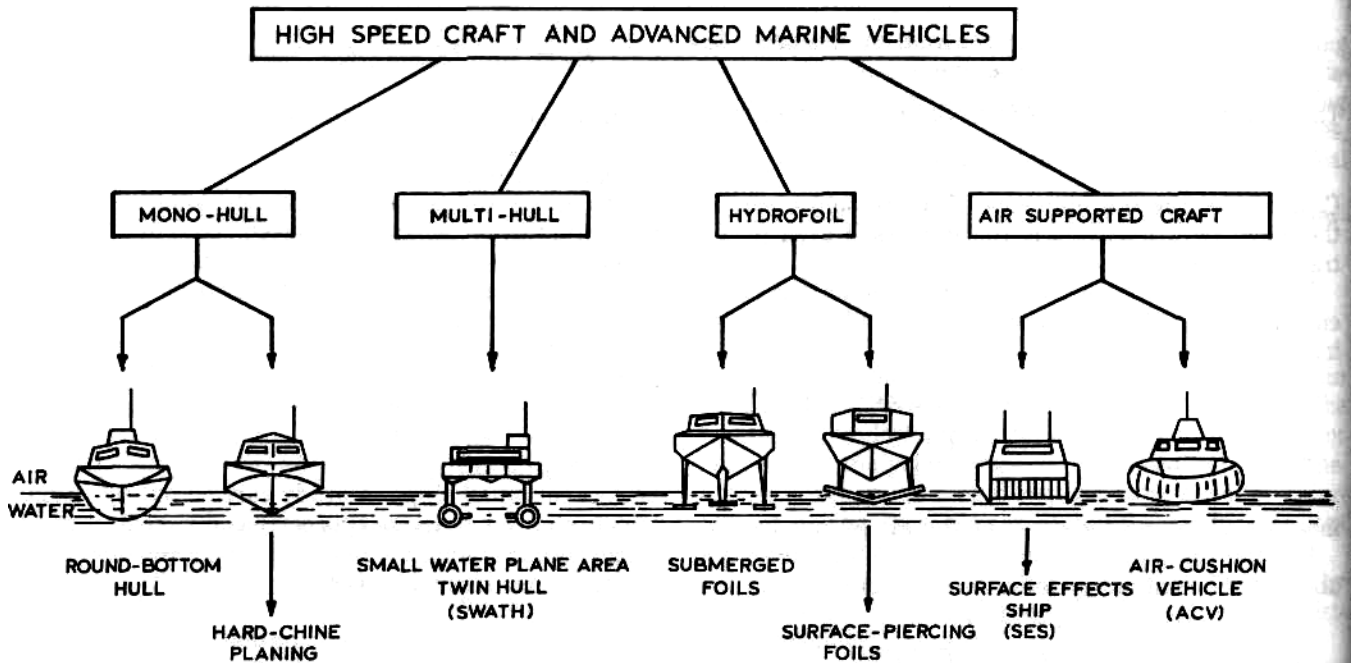 HIGH SPEED CRAFT AND ADVANCED MARINE VEHICLES
MONO-HULL
MULTI-HULL
HYDROFOIL
AIR SUPPORTED CRAFT
AIR
WATER
ROUND-BOTTOM
HULL
HARD-CHINE
PLANING
SMALL WATER PLANE AREA
TWIN HULL
(SWATH)
SUBMERGED
FOILS
SURFACE-PIERCING
FOILS
SURFACE EFFECTS
SHIP
(SES)
AIR-CUSHION
VEHICLE
(ACV)